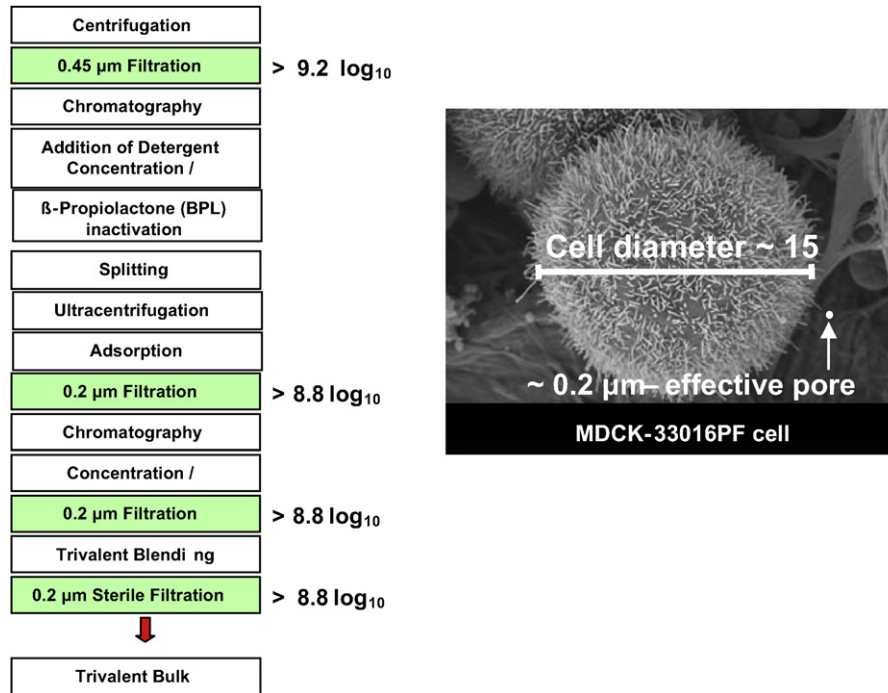 Centrifugation
0.45 µm Filtration
> 9.2 log₁₀
Chromatography
Addition of Detergent
Concentration /
ß-Propiolactone (BPL)
inactivation
Splitting
Ultracentrifugation
Adsorption
0.2 µm Filtration
> 8.8 log₁₀
Chromatography
Concentration /
0.2 µm Filtration
> 8.8 log₁₀
Trivalent Blendi ng
0.2 µm Sterile Filtration
> 8.8 log₁₀
Trivalent Bulk
Cell diameter ~ 15
~ 0.2 µm– effective pore
MDCK-33016PF cell